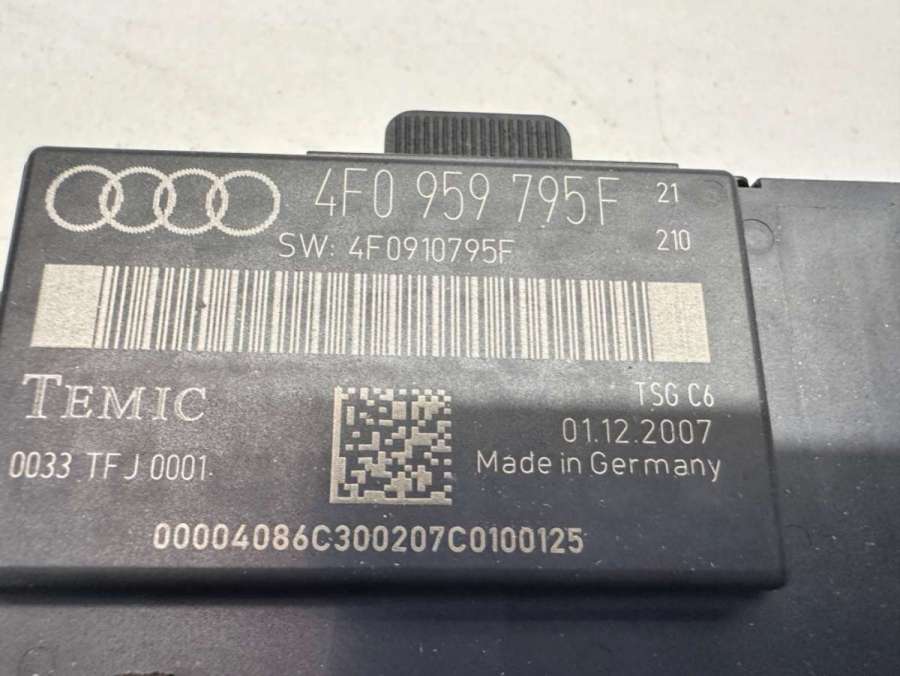 4F0 959 795F 21
SW: 4F0910795F 210
TEMIC
TSG C6
01.12.2007
0033 TFJ 0001
Made in Germany
00004086C300207C0100125